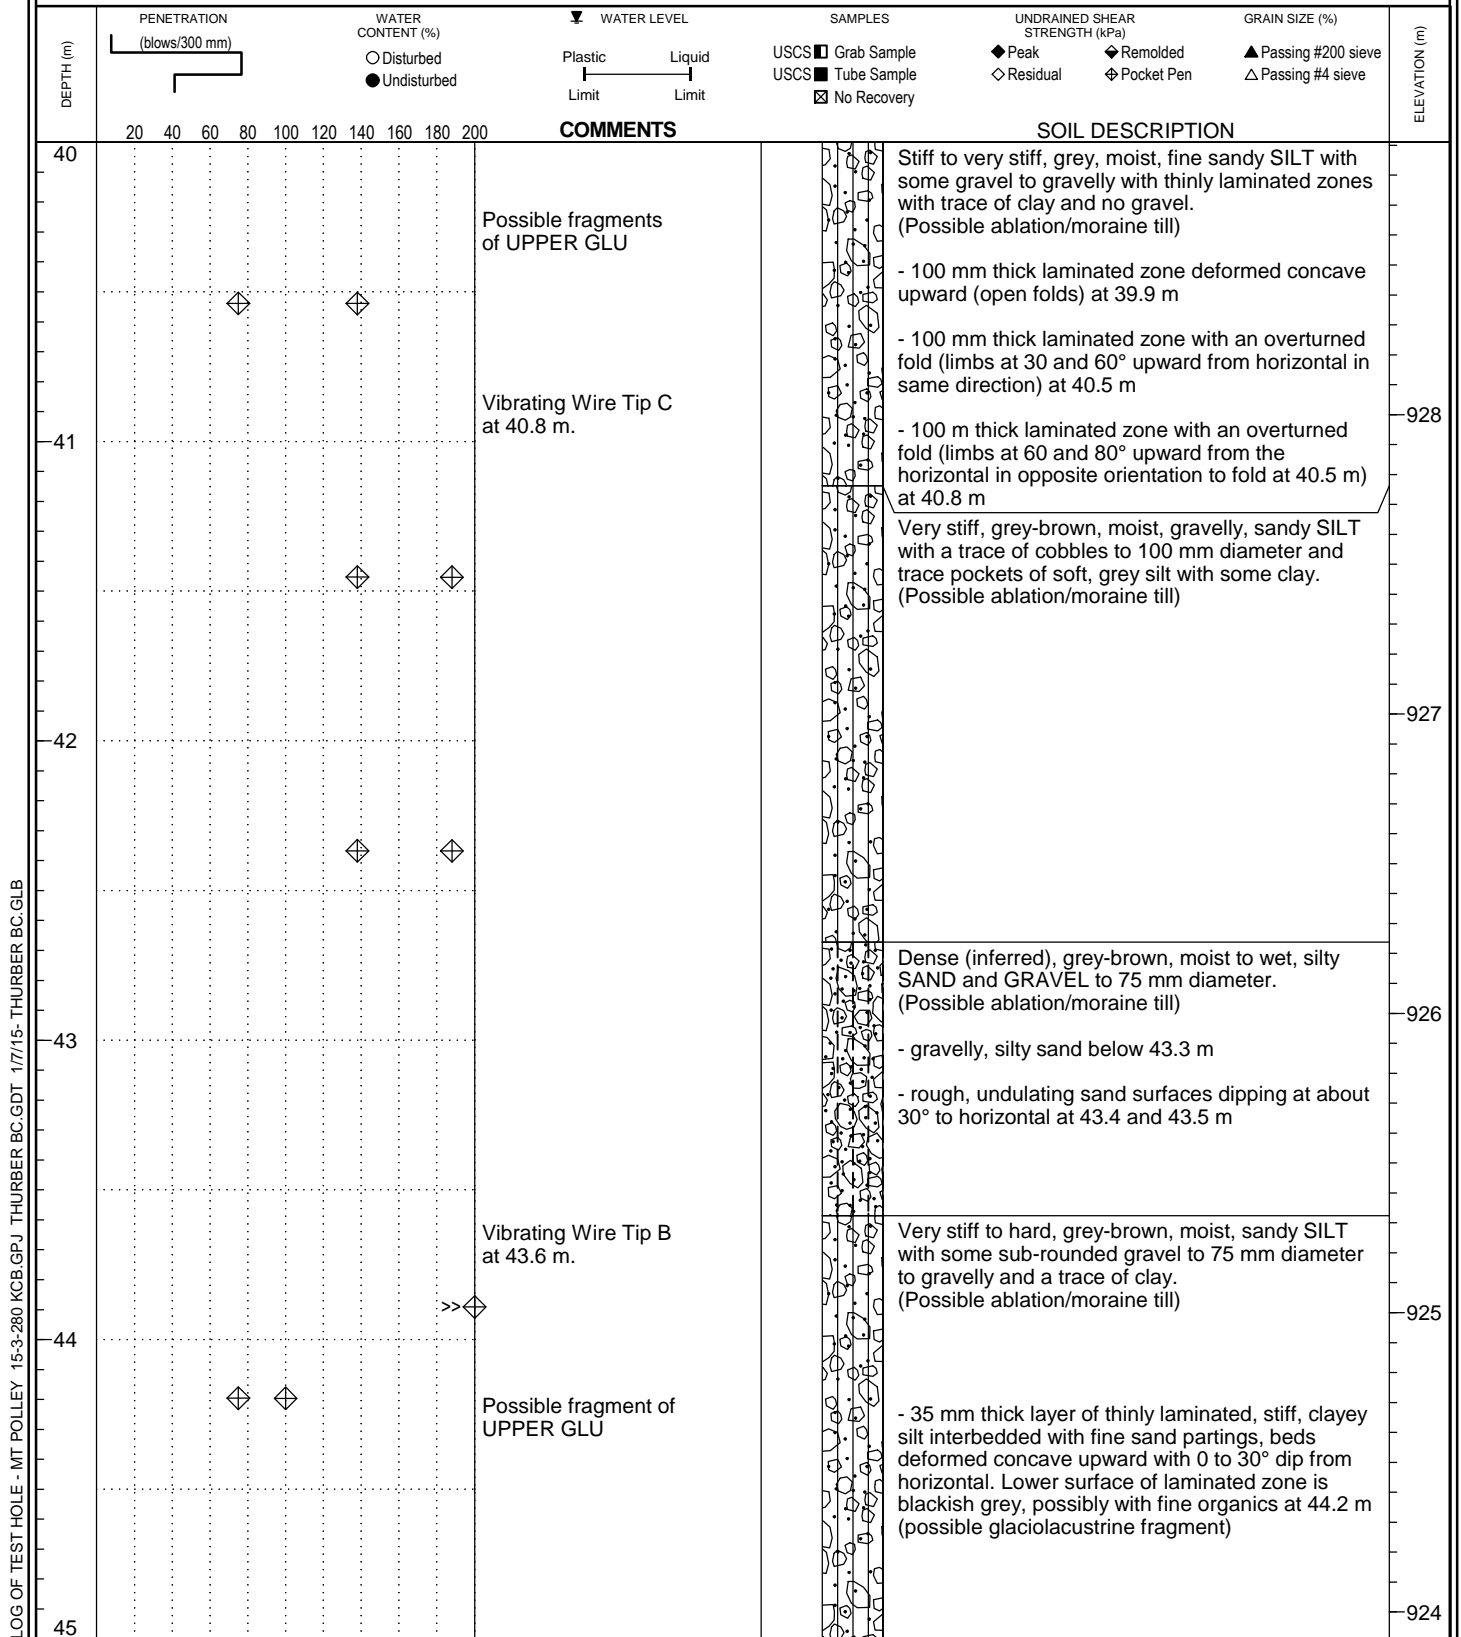 PENETRATION
(blows/300 mm)
WATER
CONTENT (%)
Disturbed
Undisturbed
WATER LEVEL
Plastic Liquid
Limit Limit
SAMPLES
USCS Grab Sample
USCS Tube Sample
No Recovery
UNDRAINED SHEAR
STRENGTH (kPa)
Peak Remolded
Residual Pocket Pen
GRAIN SIZE (%)
Passing #200 sieve
Passing #4 sieve
DEPTH (m)
ELEVATION (m)
20 40 60 80 100 120 140 160 180 200
COMMENTS
SOIL DESCRIPTION
40
Stiff to very stiff, grey, moist, fine sandy SILT with
some gravel to gravelly with thinly laminated zones
with trace of clay and no gravel.
(Possible ablation/moraine till)
Possible fragments
of UPPER GLU
- 100 mm thick laminated zone deformed concave
upward (open folds) at 39.9 m
- 100 mm thick laminated zone with an overturned
fold (limbs at 30 and 60° upward from horizontal in
same direction) at 40.5 m
Vibrating Wire Tip C
at 40.8 m.
928
- 100 m thick laminated zone with an overturned
fold (limbs at 60 and 80° upward from the
horizontal in opposite orientation to fold at 40.5 m)
at 40.8 m
41
Very stiff, grey-brown, moist, gravelly, sandy SILT
with a trace of cobbles to 100 mm diameter and
trace pockets of soft, grey silt with some clay.
(Possible ablation/moraine till)
927
42
Dense (inferred), grey-brown, moist to wet, silty
SAND and GRAVEL to 75 mm diameter.
(Possible ablation/moraine till)
926
43
- gravelly, silty sand below 43.3 m
- rough, undulating sand surfaces dipping at about
30° to horizontal at 43.4 and 43.5 m
Vibrating Wire Tip B
at 43.6 m.
Very stiff to hard, grey-brown, moist, sandy SILT
with some sub-rounded gravel to 75 mm diameter
to gravelly and a trace of clay.
(Possible ablation/moraine till)
>>
925
44
Possible fragment of
UPPER GLU
- 35 mm thick layer of thinly laminated, stiff, clayey
silt interbedded with fine sand partings, beds
deformed concave upward with 0 to 30° dip from
horizontal. Lower surface of laminated zone is
blackish grey, possibly with fine organics at 44.2 m
(possible glaciolacustrine fragment)
924
45
LOG OF TEST HOLE - MT POLLEY 15-3-280 KCB.GPJ THURBER BC.GDT 1/7/15- THURBER BC.GLB